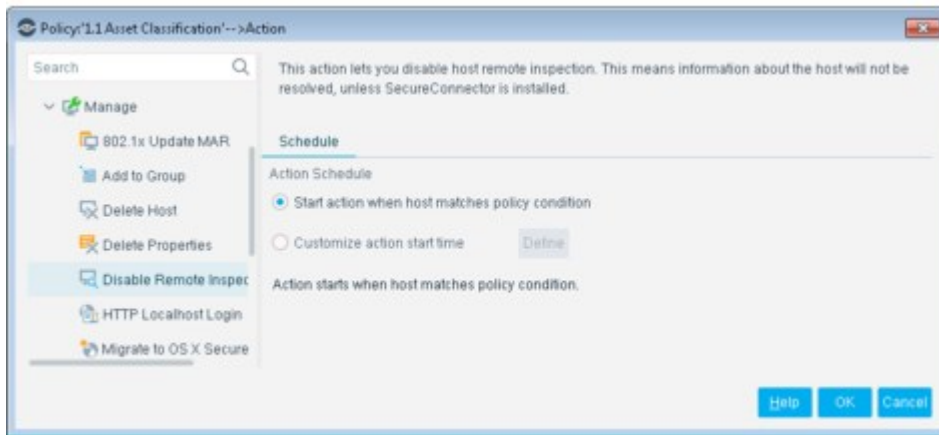 Policy:'1.1 Asset Classification'-->Action
Search
Manage
802.1x Update MAR
Add to Group
Delete Host
Delete Properties
Disable Remote Inspec
HTTP Localhost Login
Migrate to OS X Secure
This action lets you disable host remote inspection. This means information about the host will not be
resolved, unless SecureConnector is installed.
Schedule
Action Schedule
Start action when host matches policy condition
Customize action start time
Define
Action starts when host matches policy condition.
Help
OK
Cancel